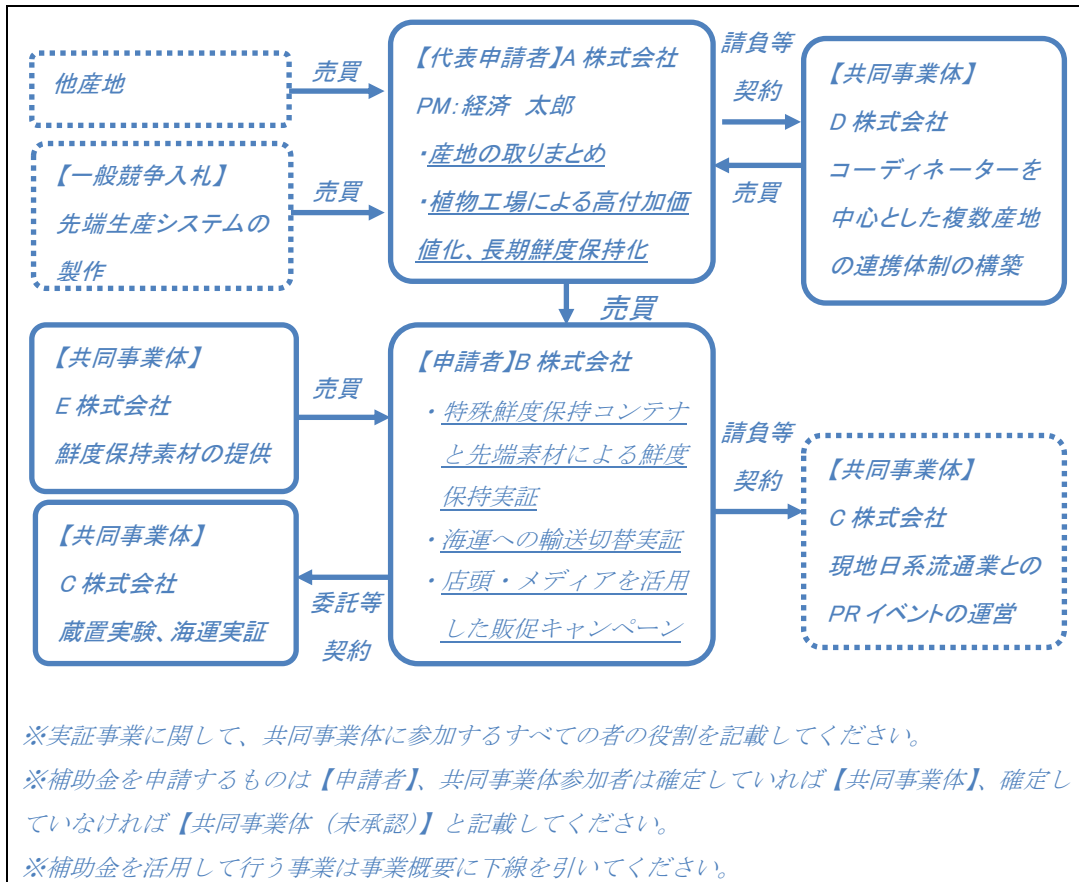 他産地
売買
【代表申請者】A 株式会社
PM：経済　太郎
・産地の取りまとめ
・植物工場による高付加価
値化、長期鮮度保持化
請負等
契約
売買
【共同事業体】
D 株式会社
コーディネーターを
中心とした複数産地
の連携体制の構築
【一般競争入札】
先端生産システムの
製作
売買
売買
【共同事業体】
E 株式会社
鮮度保持素材の提供
売買
【申請者】B 株式会社
・特殊鮮度保持コンテナ
と先端素材による鮮度
保持実証
・海運への輸送切替実証
・店頭・メディアを活用
した販促キャンペーン
請負等
契約
【共同事業体】
C 株式会社
現地日系流通業との
PR イベントの運営
【共同事業体】
C 株式会社
蔵置実験、海運実証
委託等
契約
※実証事業に関して、共同事業体に参加するすべての者の役割を記載してください。
※補助金を申請するものは【申請者】、共同事業体参加者は確定していれば【共同事業体】、確定し
ていなければ【共同事業体（未承認）】と記載してください。
※補助金を活用して行う事業は事業概要に下線を引いてください。